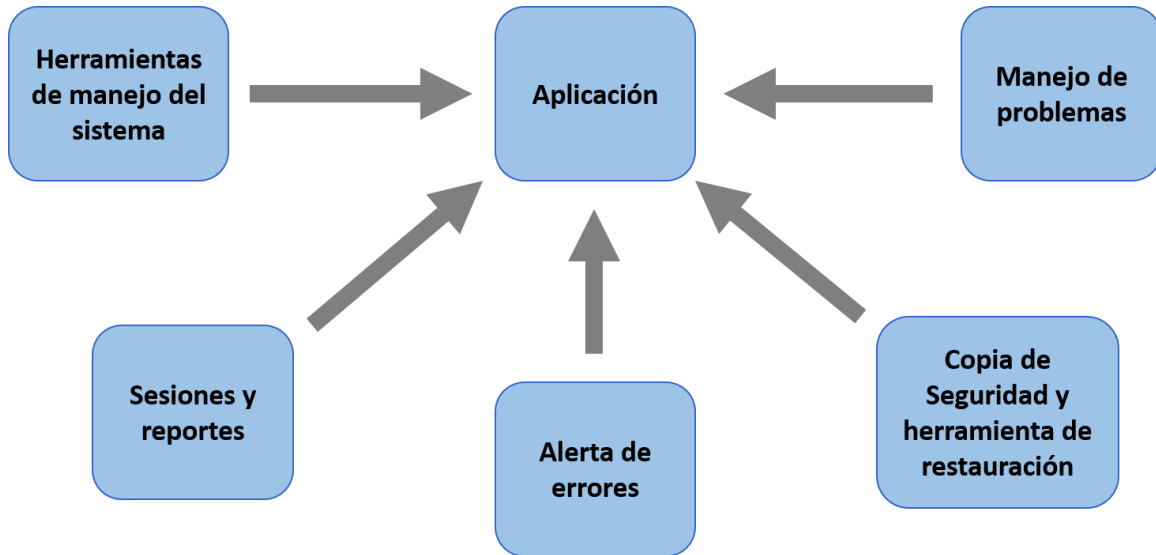 Herramientas
de manejo del
sistema
Aplicación
Manejo de
problemas
Sesiones y
reportes
Alerta de
errores
Copia de
Seguridad y
herramienta de
restauración